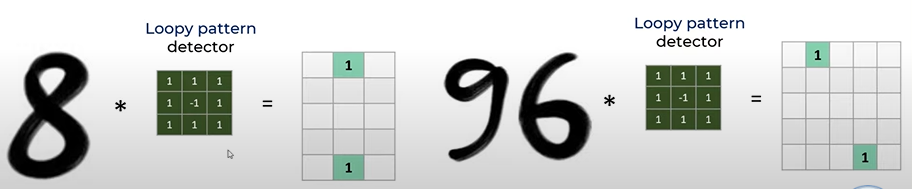 Loopy pattern
detector
8 * 1 1 1 = 1
1 -1 1
1 1 1
1
Loopy pattern
detector
96 * 1 1 1 = 1
1 -1 1
1 1 1
1